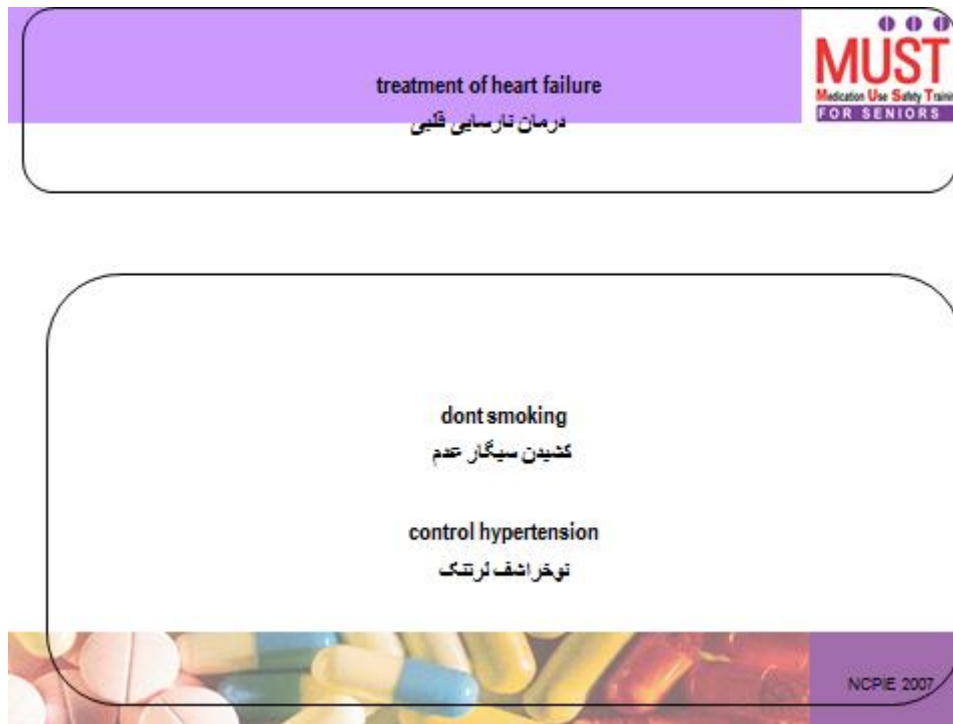 treatment of heart failure
درمان نارسایی قلبی
MUST
Medication Use Safety Traini
FOR SENIORS
dont smoking
کشیدن سیگار عدم
control hypertension
نوخراشف لرتنک
NCPIE 2007